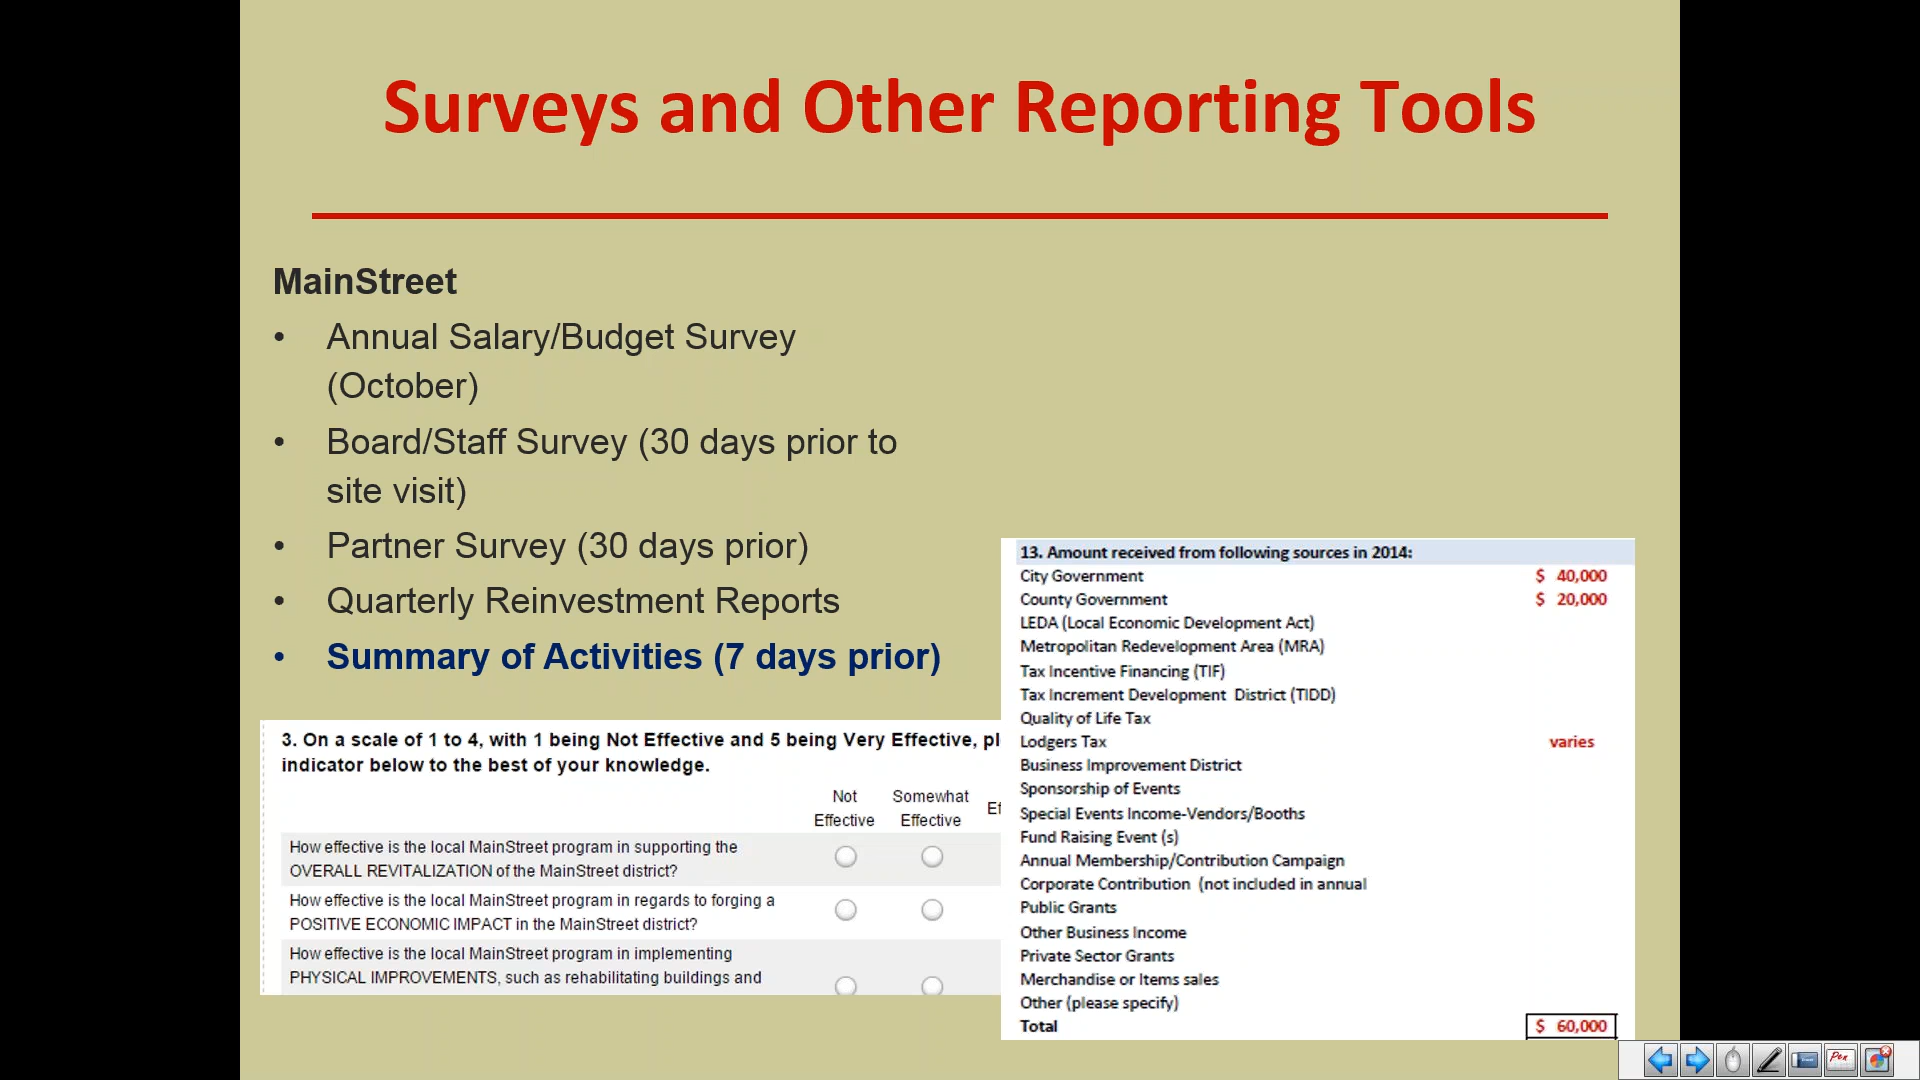 Surveys and Other Reporting Tools
MainStreet
• Annual Salary/Budget Survey
(October)
• Board/Staff Survey (30 days prior to
site visit)
• Partner Survey (30 days prior)
• Quarterly Reinvestment Reports
• Summary of Activities (7 days prior)
3. On a scale of 1 to 4, with 1 being Not Effective and 5 being Very Effective, pl
indicator below to the best of your knowledge.
Not Somewhat
Effective Effective Ef
How effective is the local MainStreet program in supporting the
OVERALL REVITALIZATION of the MainStreet district?
How effective is the local MainStreet program in regards to forging a
POSITIVE ECONOMIC IMPACT in the MainStreet district?
How effective is the local MainStreet program in implementing
PHYSICAL IMPROVEMENTS, such as rehabilitating buildings and
13. Amount received from following sources in 2014:
City Government $ 40,000
County Government $ 20,000
LEDA (Local Economic Development Act)
Metropolitan Redevelopment Area (MRA)
Tax Incentive Financing (TIF)
Tax Increment Development District (TIDD)
Quality of Life Tax
Lodgers Tax varies
Business Improvement District
Sponsorship of Events
Special Events Income-Vendors/Booths
Fund Raising Event (s)
Annual Membership/Contribution Campaign
Corporate Contribution (not included in annual
Public Grants
Other Business Income
Private Sector Grants
Merchandise or Items sales
Other (please specify)
Total $ 60,000
Pen